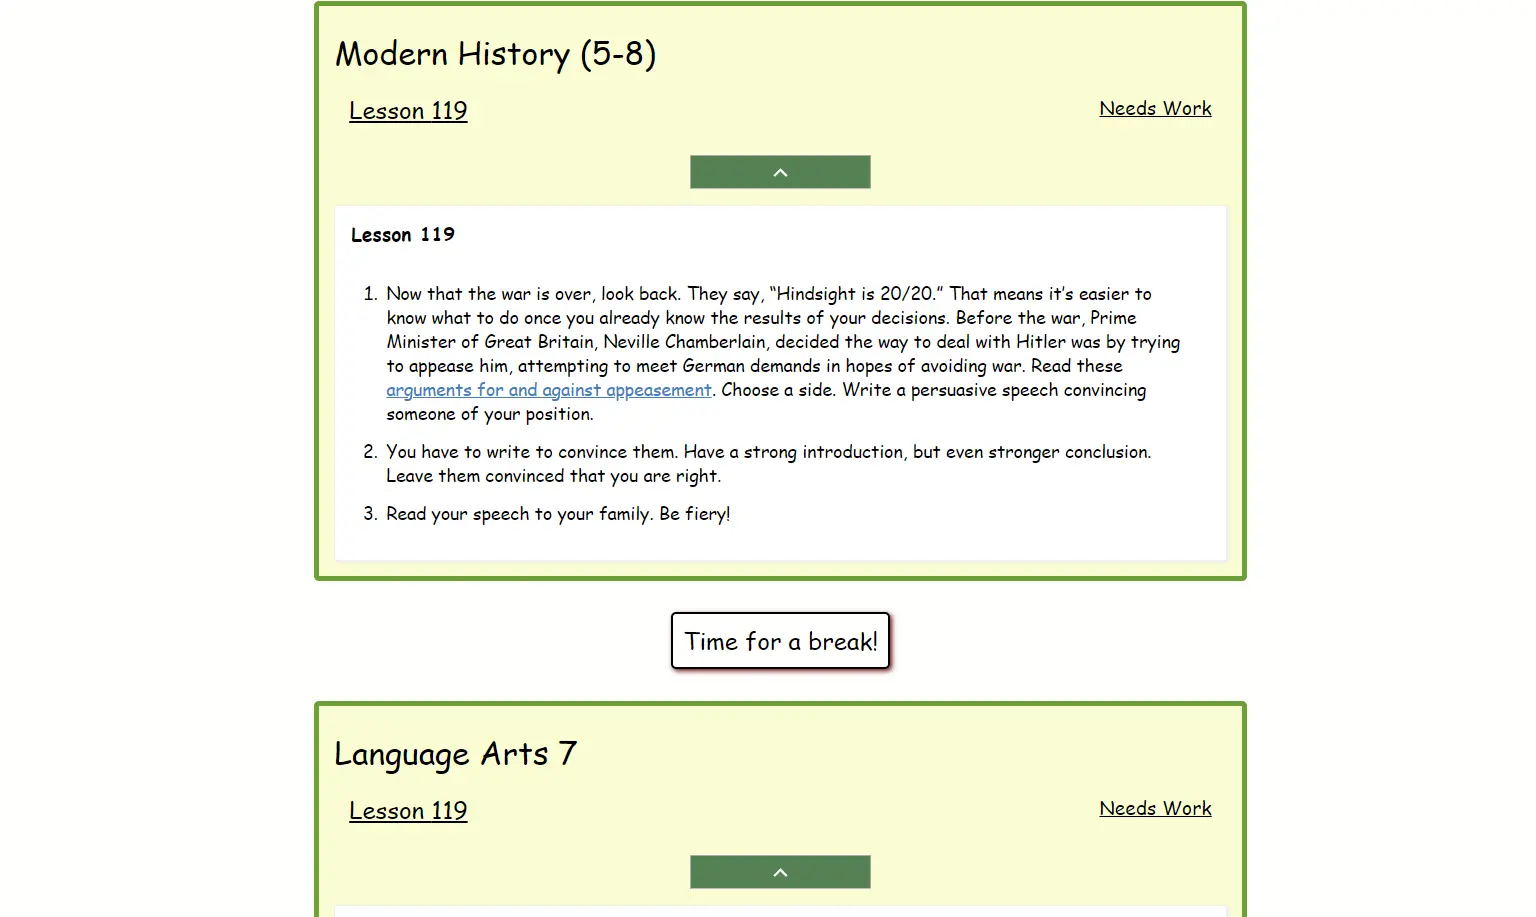 Modern History (5-8)
Lesson 119
Needs Work
Lesson 119
1. Now that the war is over, look back. They say, “Hindsight is 20/20.” That means it’s easier to
know what to do once you already know the results of your decisions. Before the war, Prime
Minister of Great Britain, Neville Chamberlain, decided the way to deal with Hitler was by trying
to appease him, attempting to meet German demands in hopes of avoiding war. Read these
arguments for and against appeasement. Choose a side. Write a persuasive speech convincing
someone of your position.
2. You have to write to convince them. Have a strong introduction, but even stronger conclusion.
Leave them convinced that you are right.
3. Read your speech to your family. Be fiery!
Time for a break!
Language Arts 7
Lesson 119
Needs Work